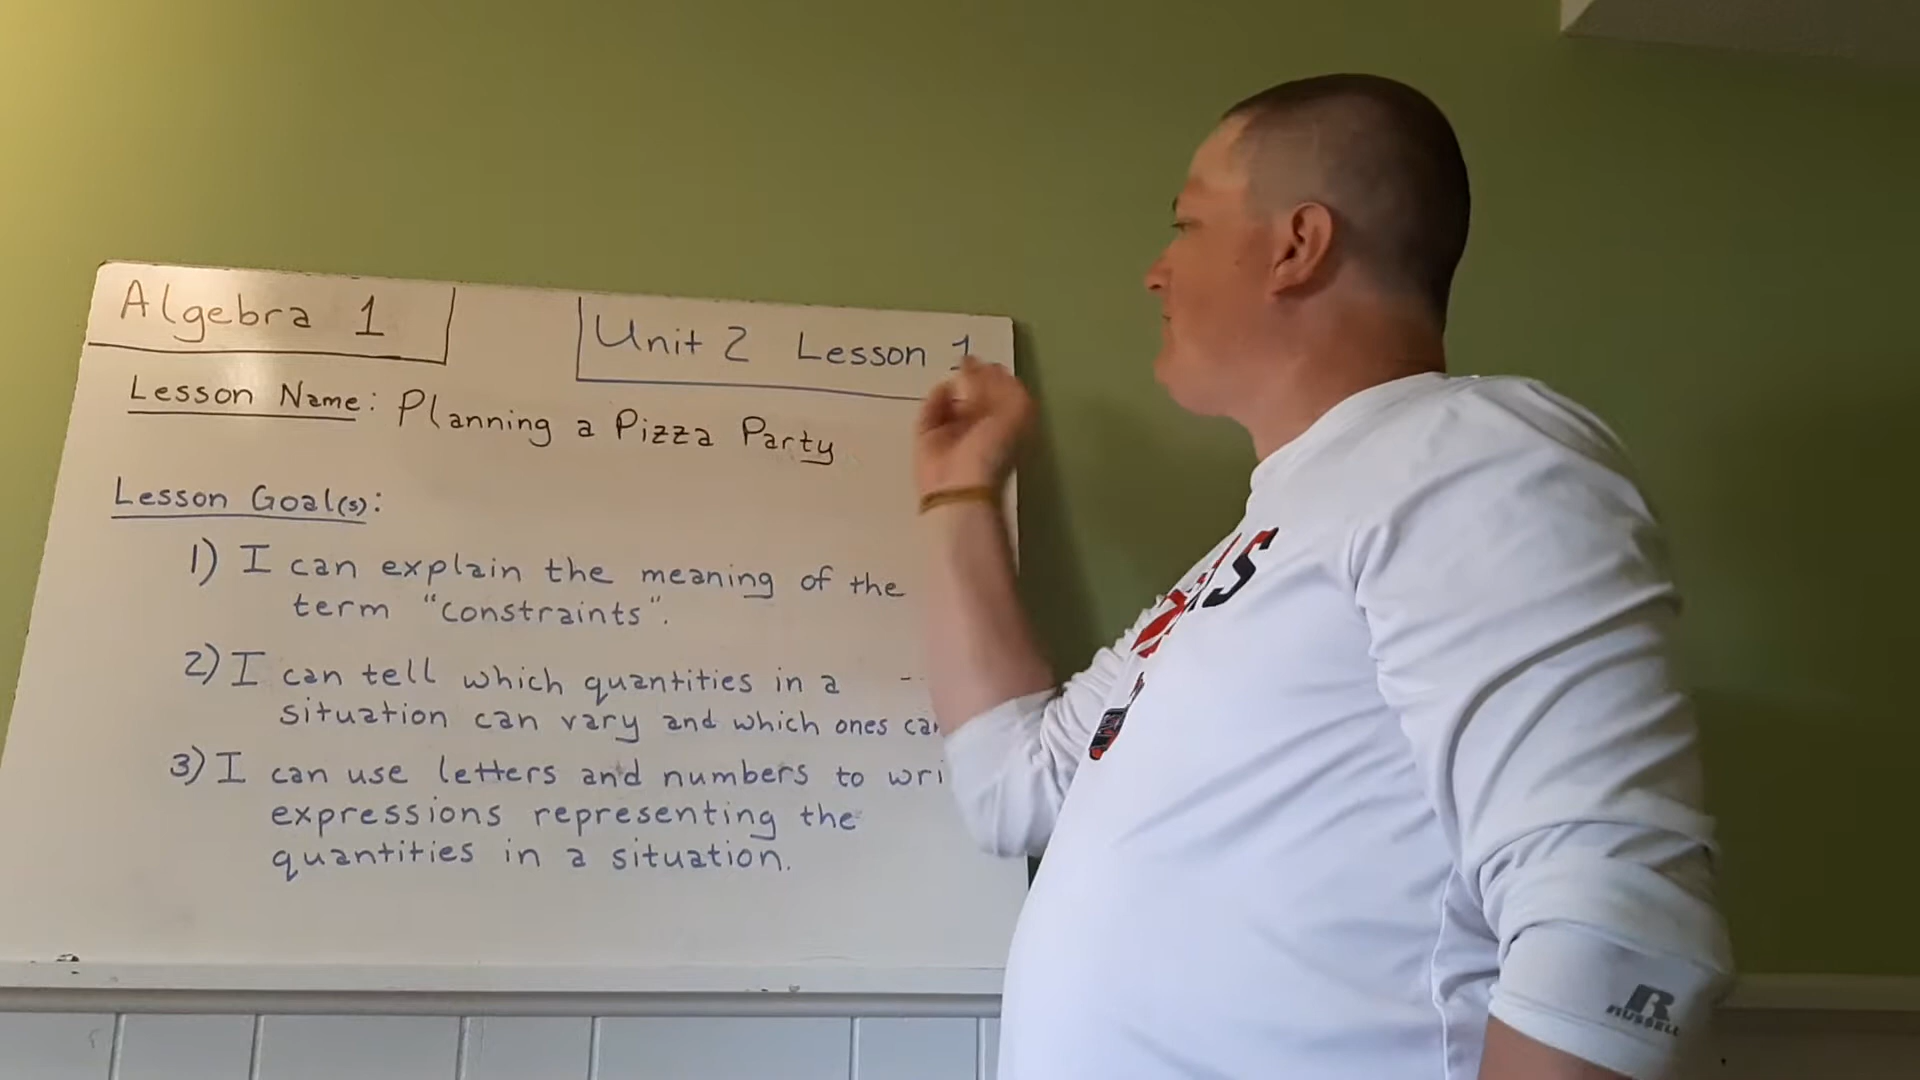 Algebra 1
Unit 2 Lesson 1
Lesson Name: Planning a Pizza Party
Lesson Goal(s):
1) I can explain the meaning of the
term "constraints".
2) I can tell which quantities in a
situation can vary and which ones
3) I can use letters and numbers to
expressions representing the
quantities in a situation.
R
RUSSELL